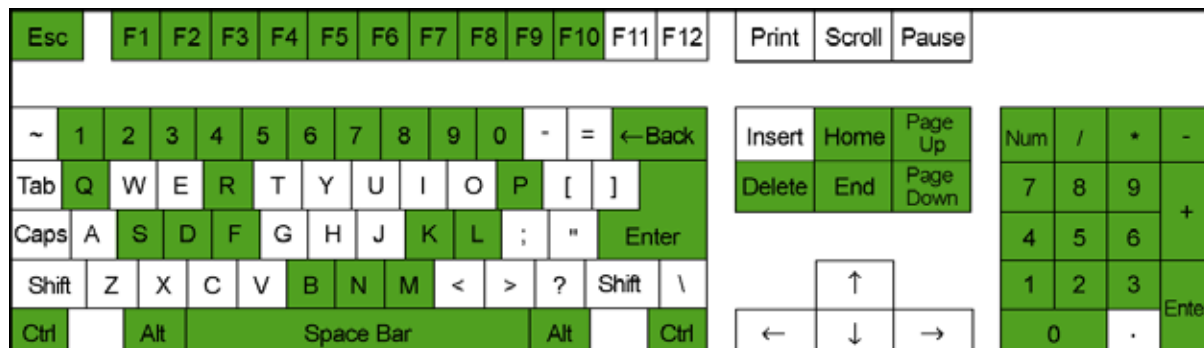 Esc F1 F2 F3 F4 F5 F6 F7 F8 F9 F10 F11 F12 Print Scroll Pause
~ 1 2 3 4 5 6 7 8 9 0 - = ←Back Insert Home Page Up Num / * -
Tab Q W E R T Y U I O P [ ] Delete End Page Down 7 8 9 +
Caps A S D F G H J K L ; " Enter 4 5 6
Shift Z X C V B N M < > ? Shift \ ↑ 1 2 3 Ente
Ctrl Alt Space Bar Alt Ctrl ← ↓ → 0 .